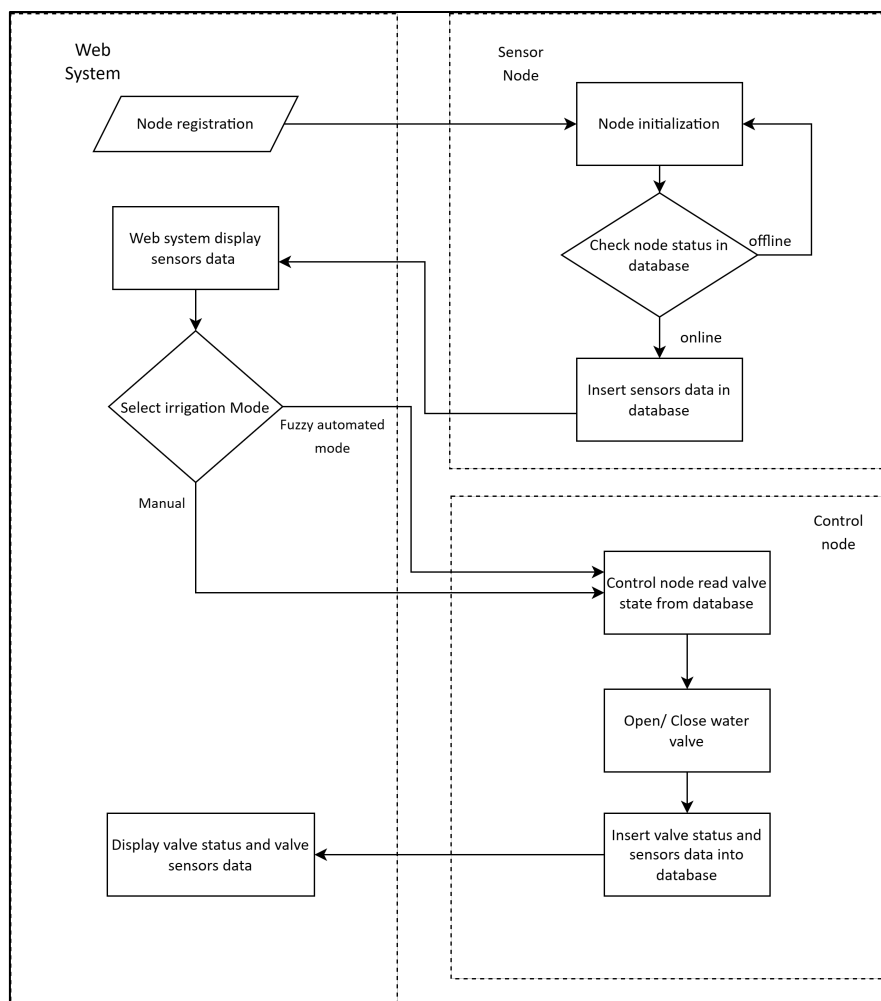 Web
System
Sensor
Node
Node registration
Node initialization
Web system display
sensors data
Check node status in
database
offline
online
Insert sensors data in
database
Select irrigation Mode
Fuzzy automated
mode
Manual
Control
node
Control node read valve
state from database
Open/ Close water
valve
Insert valve status and
sensors data into
database
Display valve status and valve
sensors data